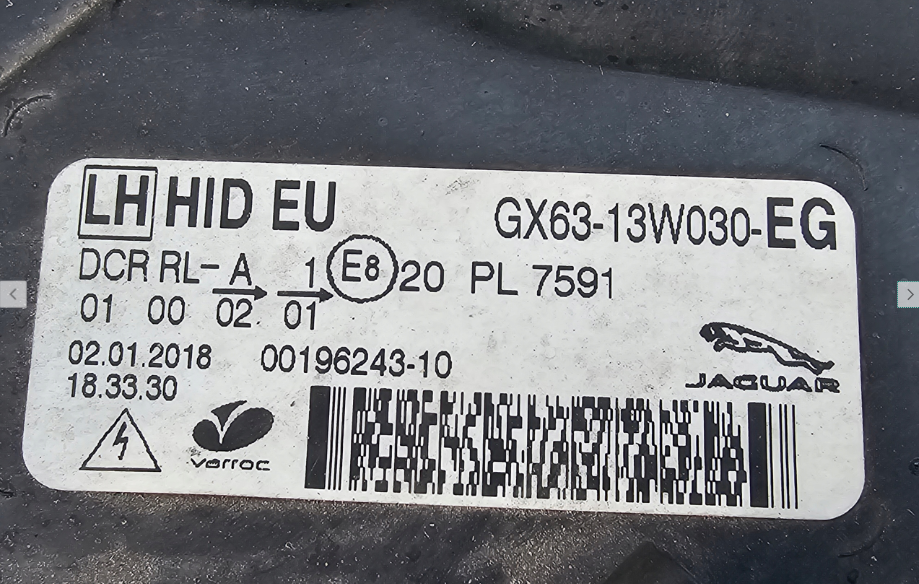 LH HID EU GX63-13W030-EG
DCR RL- A 1 E8 20 PL 7591
01 00 02 01
02.01.2018 00196243-10
18.33.30
JAGUAR
varroc